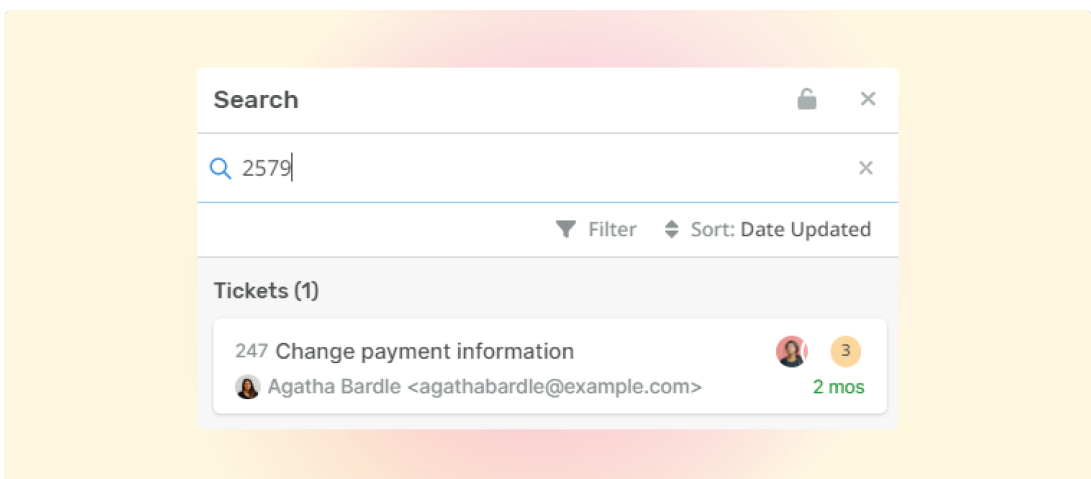 Search
2579
Filter Sort: Date Updated
Tickets (1)
247 Change payment information 3
Agatha Bardle <agathabardle@example.com> 2 mos